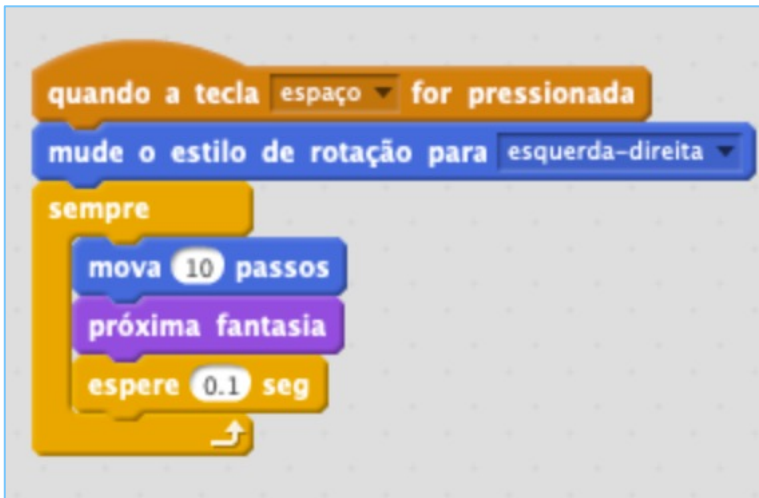 quando a tecla espaço for pressionada
mude o estilo de rotação para esquerda-direita
sempre
mova 10 passos
próxima fantasia
espere 0.1 seg